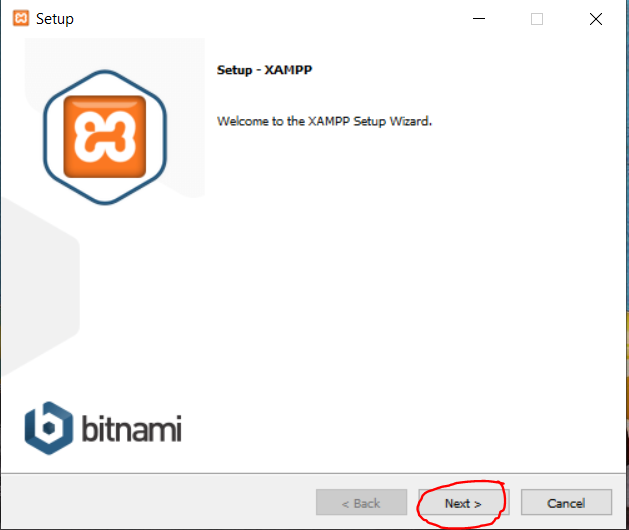 Setup
Setup - XAMPP
Welcome to the XAMPP Setup Wizard.
bitnami
< Back
Next >
Cancel